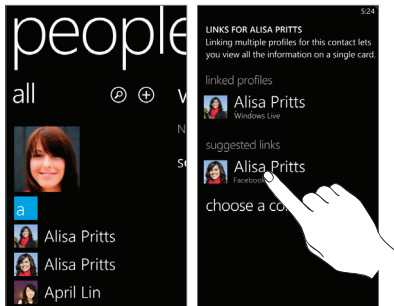 people
all
a
Alisa Pritts
Alisa Pritts
April Lin
5:24
LINKS FOR ALISA PRITTS
Linking multiple profiles for this contact lets
you view all the information on a single card.
linked profiles
Alisa Pritts
Windows Live
suggested links
Alisa Pritts
Facebook
choose a